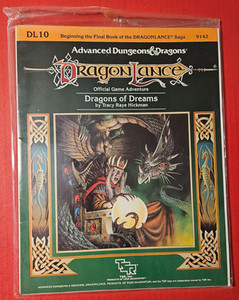 DL10
Beginning the Final Book of the DRAGONLANCE® Saga
9142
Advanced Dungeons & Dragons®
DRAGONLANCE
Official Game Adventure
Dragons of Dreams
by Tracy Raye Hickman
TSR